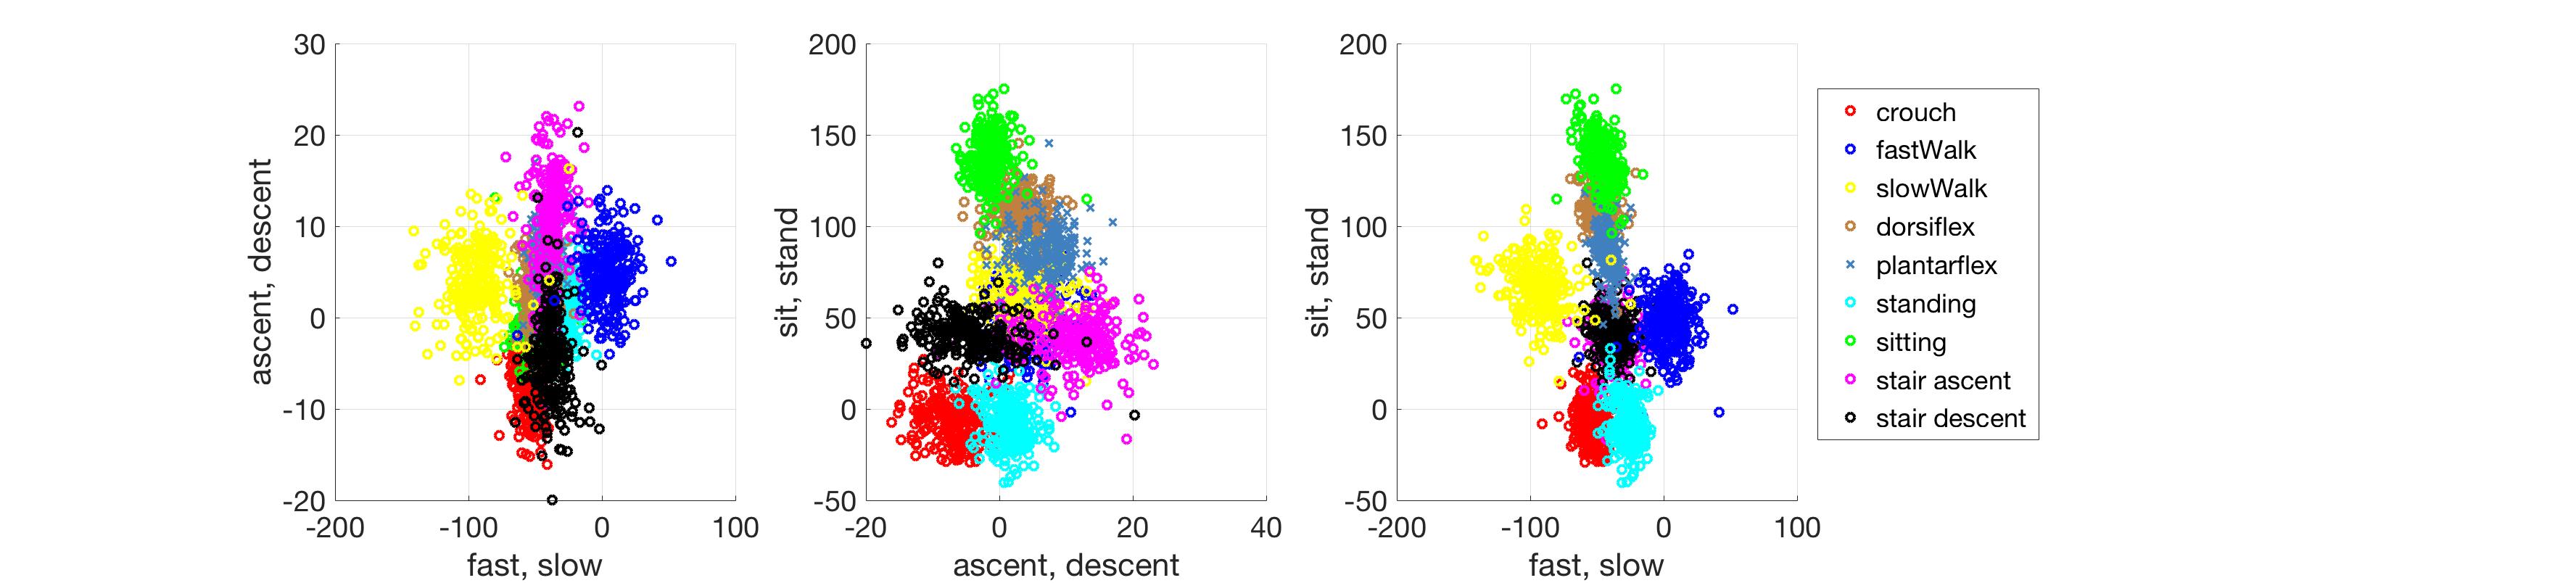 30
20
10
0
-10
-20
-200
-100
0
100
ascent, descent
fast, slow
200
150
100
50
0
-50
-20
0
20
40
sit, stand
ascent, descent
200
150
100
50
0
-50
-200
-100
0
100
sit, stand
fast, slow
crouch
fastWalk
slowWalk
dorsiflex
plantarflex
standing
sitting
stair ascent
stair descent